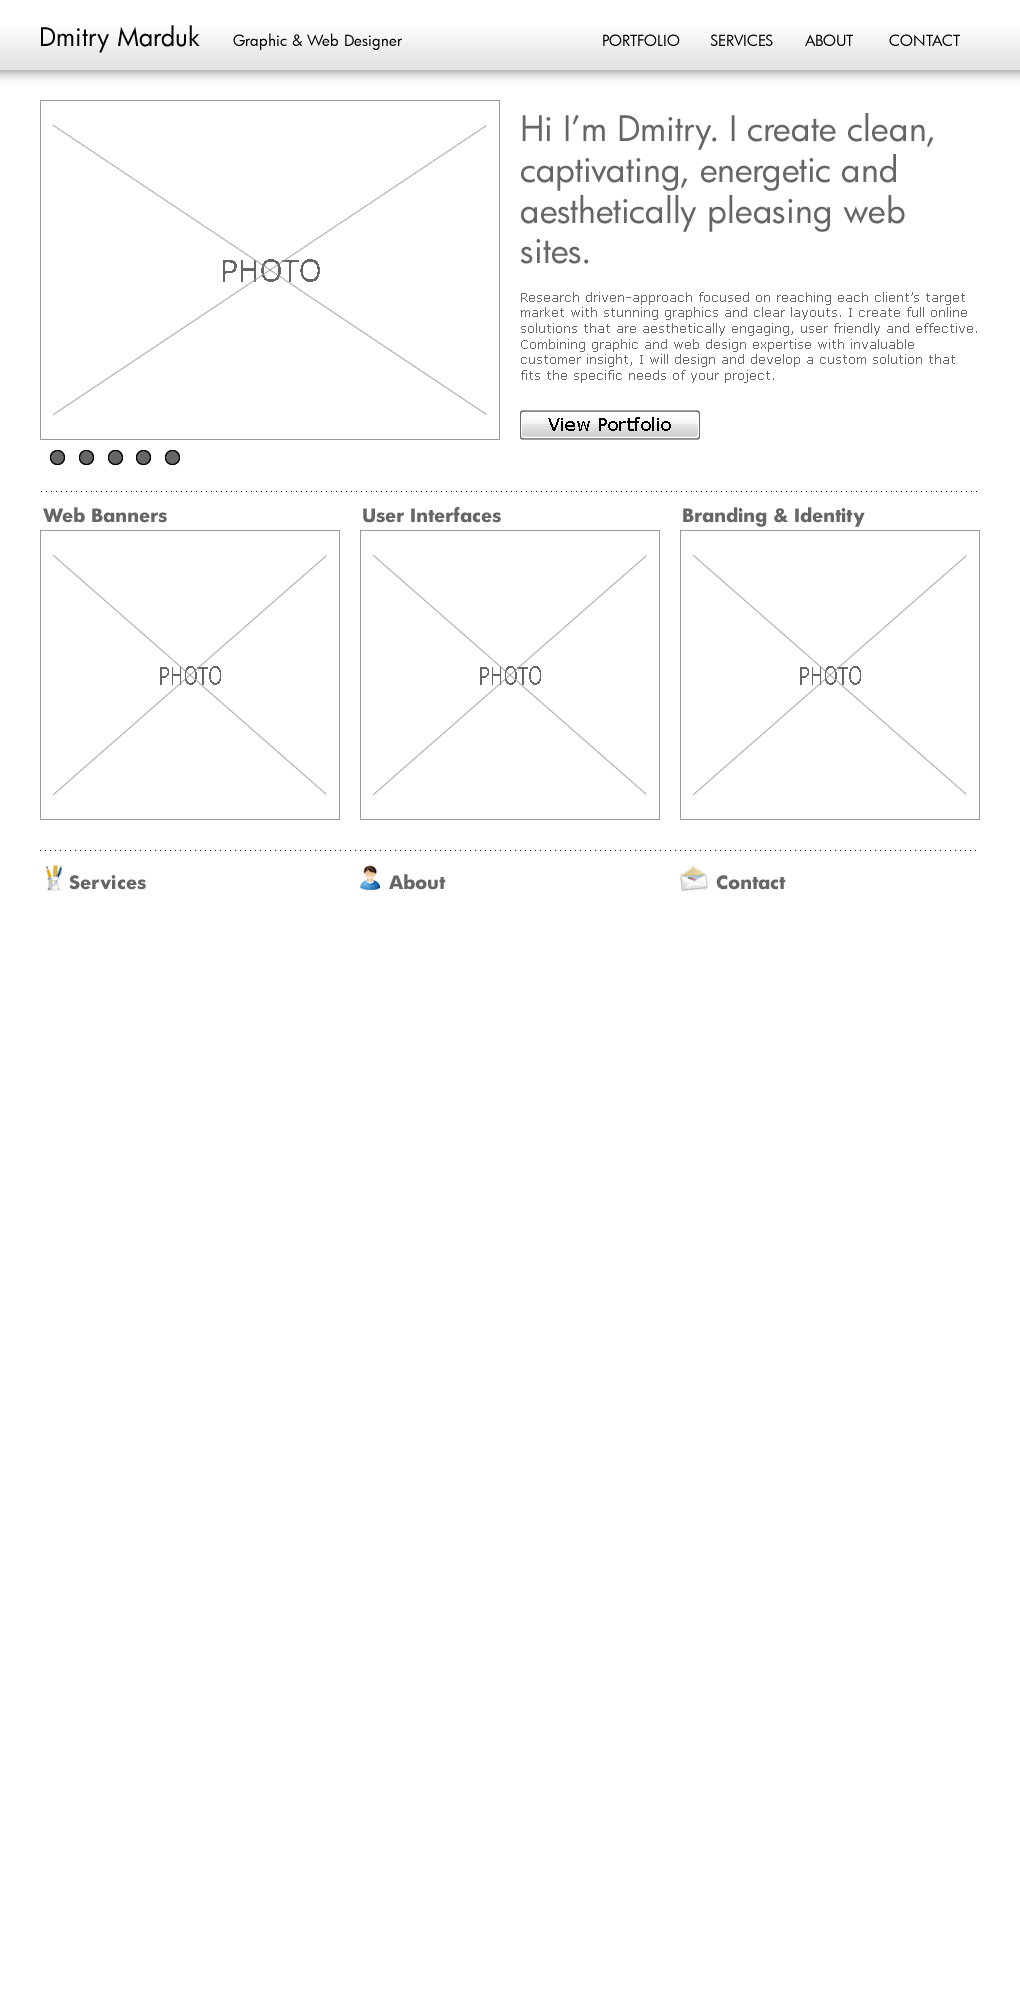 Dmitry Marduk Graphic & Web Designer PORTFOLIO SERVICES ABOUT CONTACT
PHOTO
Hi I’m Dmitry. I create clean,
captivating, energetic and
aesthetically pleasing web
sites.
Research driven-approach focused on reaching each client’s target
market with stunning graphics and clear layouts. I create full online
solutions that are aesthetically engaging, user friendly and effective.
Combining graphic and web design expertise with invaluable
customer insight, I will design and develop a custom solution that
fits the specific needs of your project.
View Portfolio
Web Banners User Interfaces Branding & Identity
PHOTO PHOTO PHOTO
Services About Contact